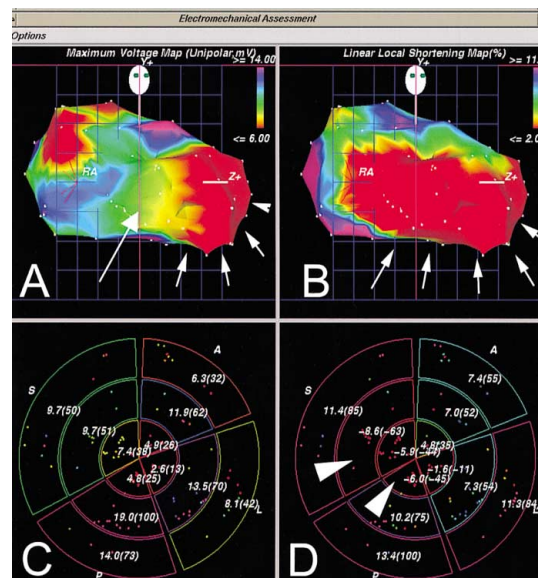 Electromechanical Assessment
Options
Maximum Voltage Map (Unipolar,mV)
Y+
>= 14.00
<= 6.00
RA
Z+
A
Linear Local Shortening Map(%)
Y+
>= 11.
<= 2.0
RA
Z+
B
S
A
6.3(32)
9.7(50)
11.9(62)
9.7(51)
4.9(26)
7.4(38)
2.6(13)
4.8(25)
13.5(70)
8.1(42)
L
19.0(100)
14.0(73)
P
C
S
A
7.4(55)
11.4(85)
7.0(52)
-8.6(-63)
4.8(35)
-5.9(-44)
-1.6(-11)
-6.0(-45)
7.3(54)
11.3(84)
10.2(75)
13.4(100)
P
D